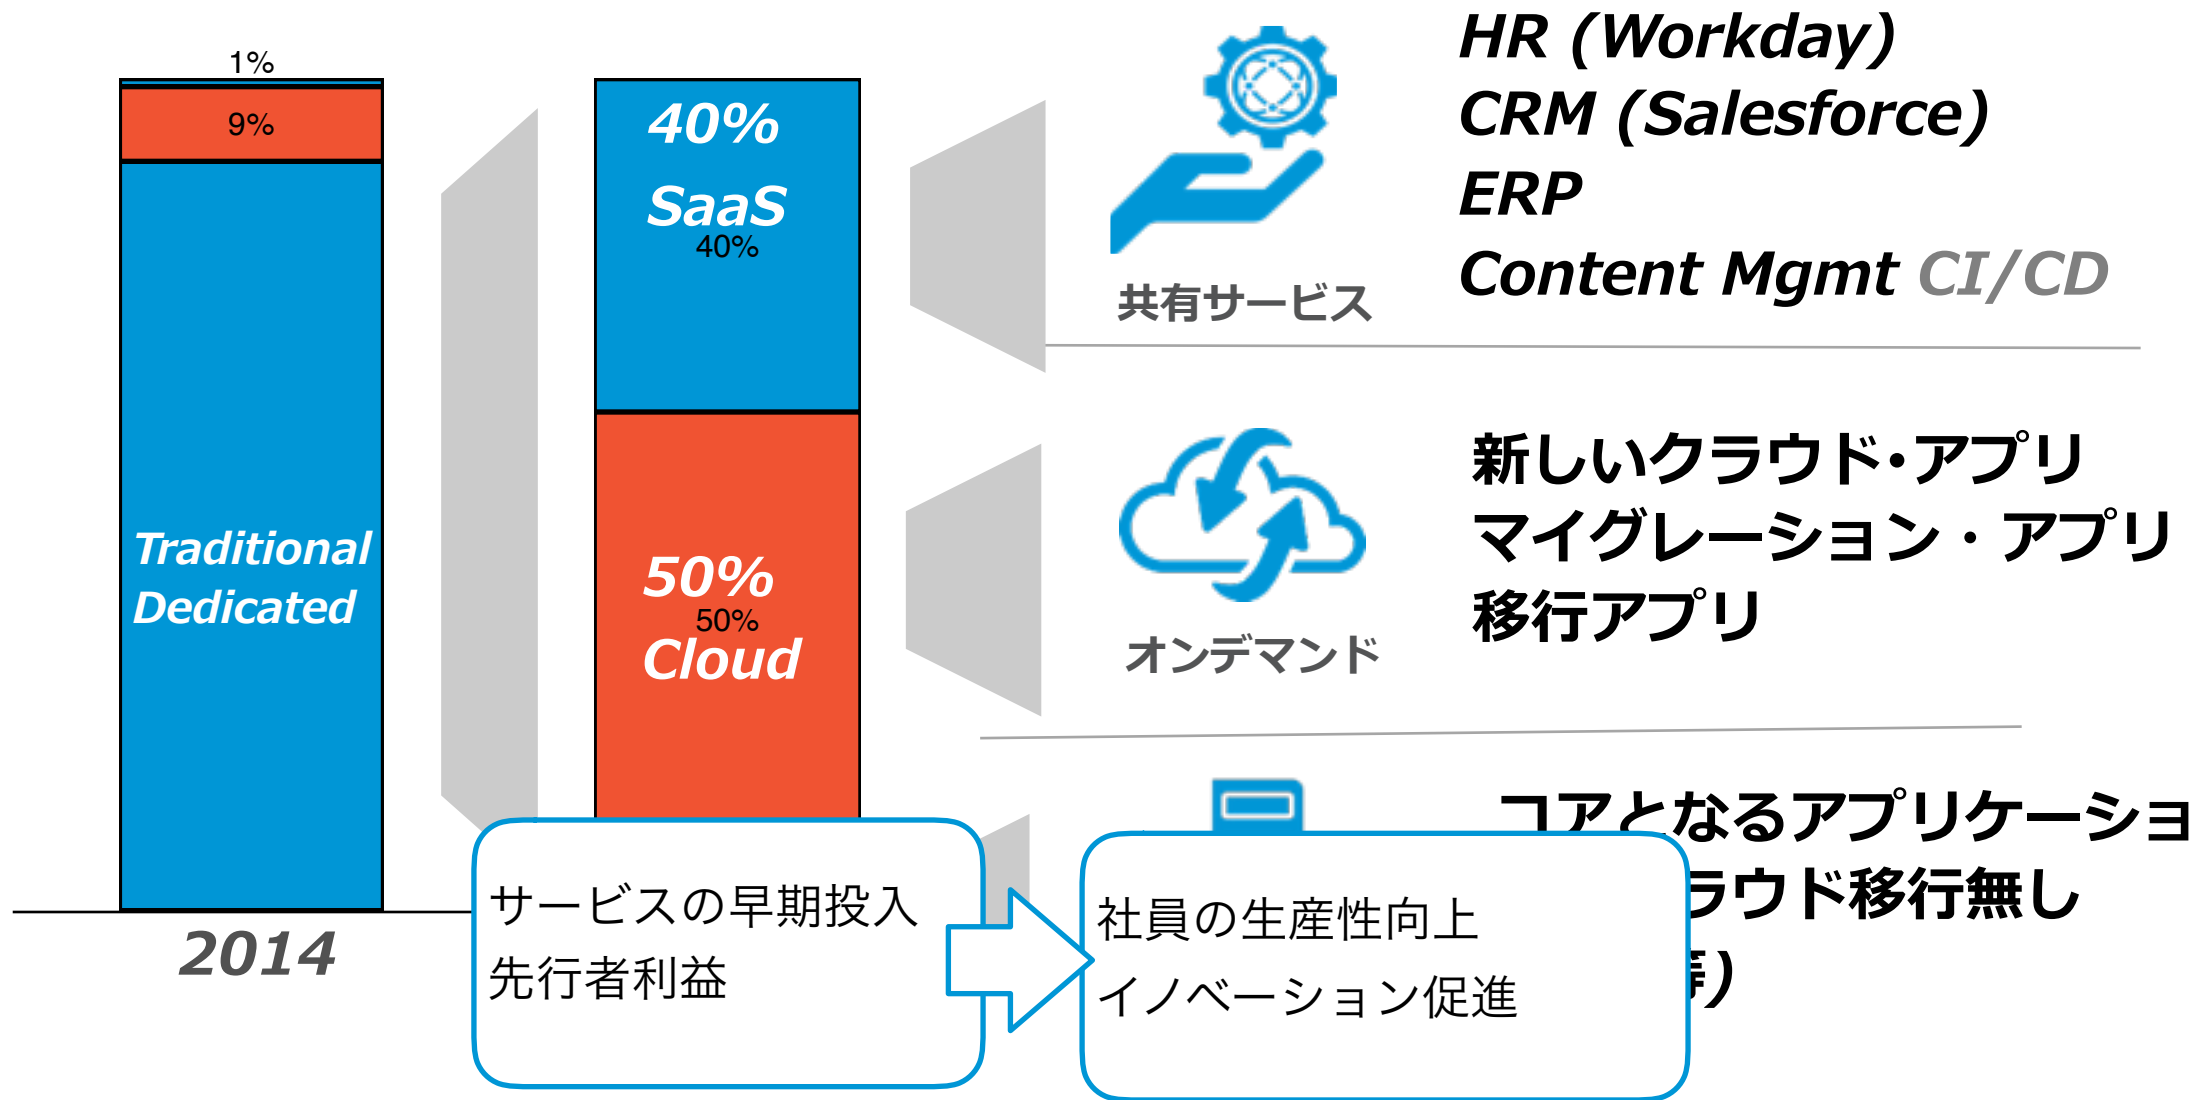 1%
9%
Traditional
Dedicated
2014
40%
SaaS
40%
50%
50%
Cloud
共有サービス
HR (Workday)
CRM (Salesforce)
ERP
Content Mgmt CI/CD
オンデマンド
新しいクラウド・アプリ
マイグレーション・アプリ
移行アプリ
コアとなるアプリケーショ
ラウド移行無し
等)
サービスの早期投入
先行者利益
社員の生産性向上
イノベーション促進